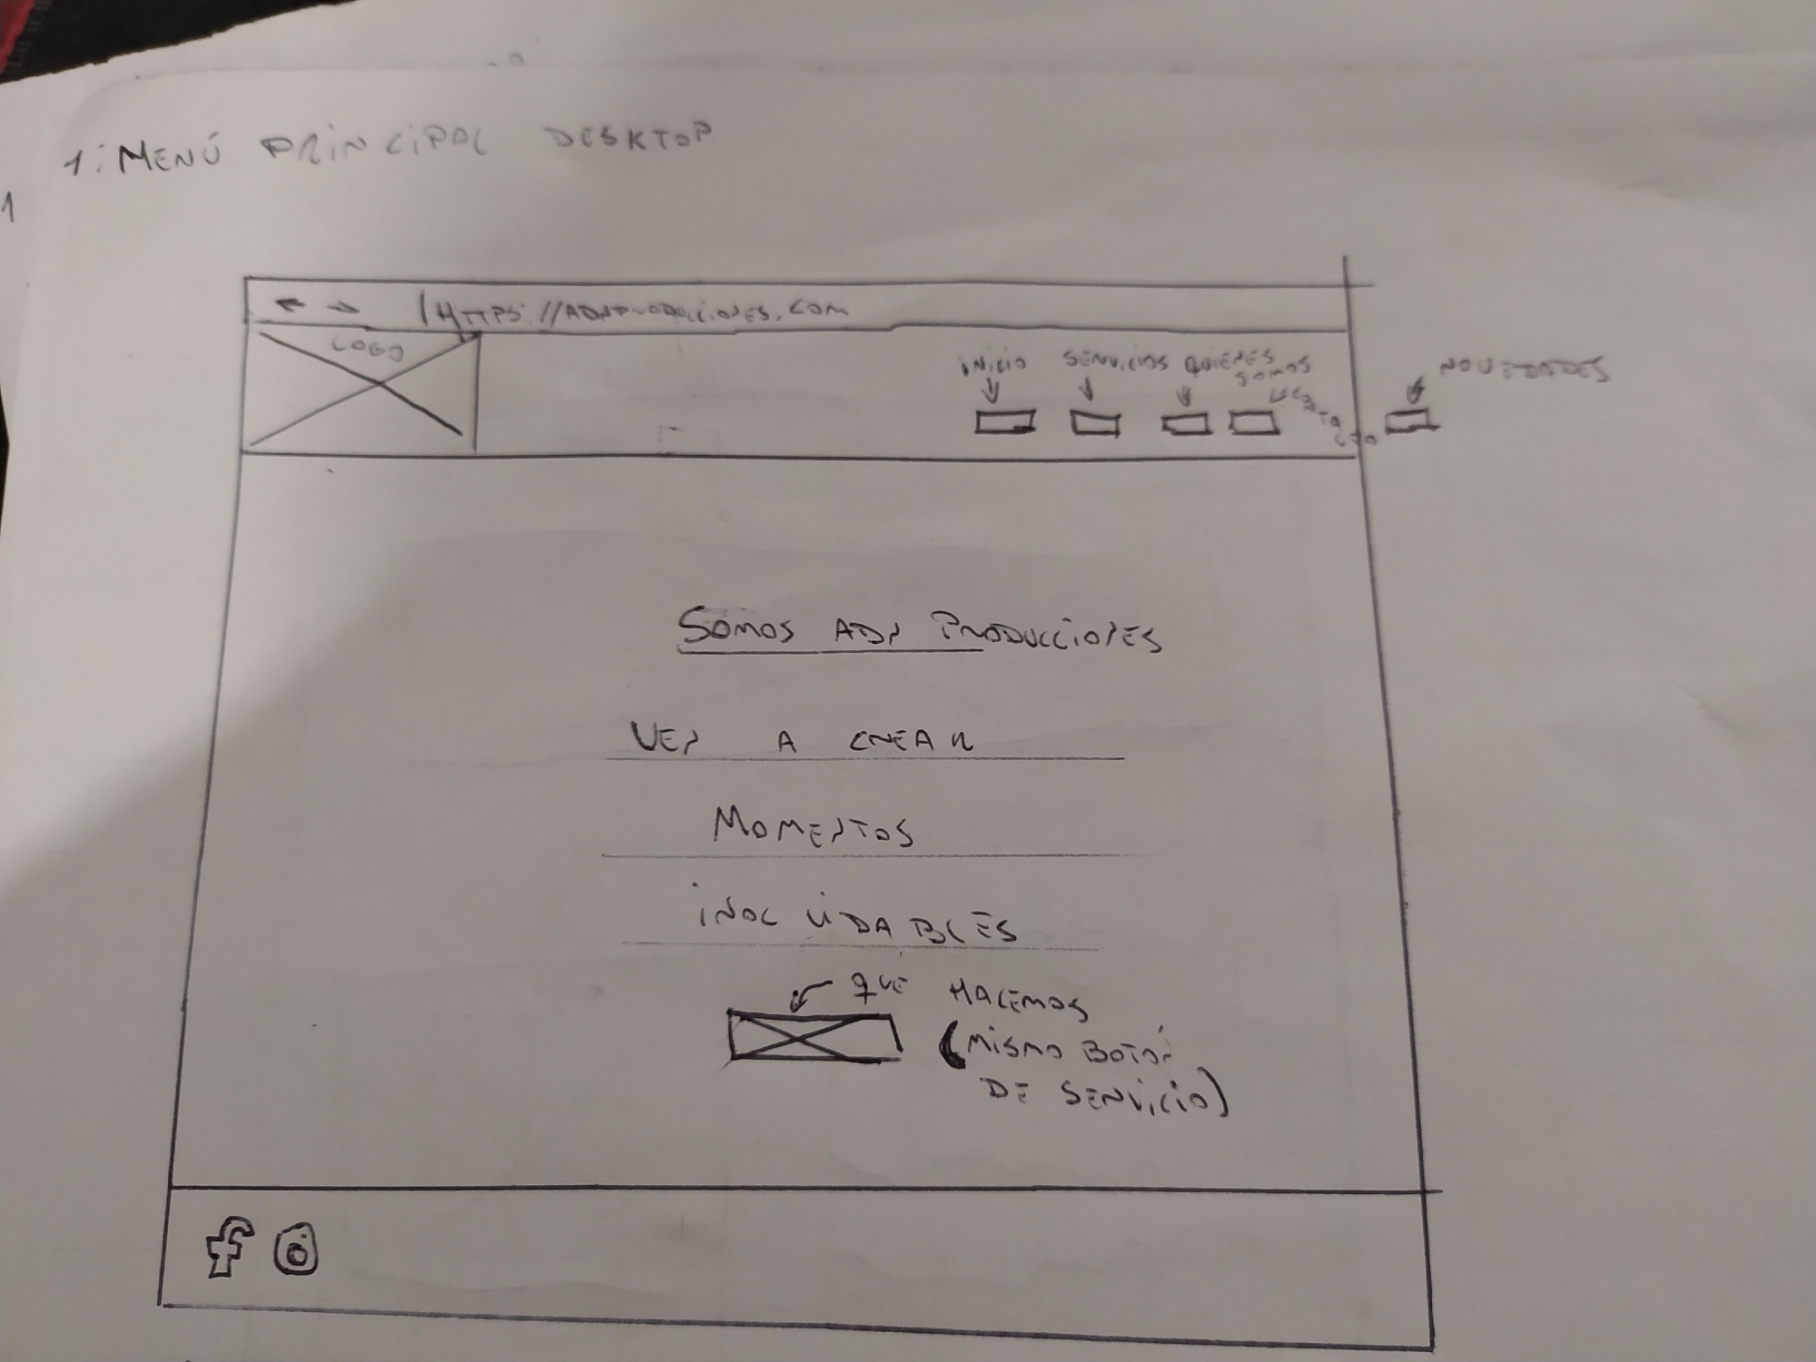 1: MENÚ PRINCIPAL DESKTOP
1
HTTPS://ADNPRODUCCIONES.COM
LOGO
INICIO
SERVICIOS
QUIENES
SOMOS
CONTACTO
NOVEDADES
SOMOS ADN PRODUCCIONES
VEN A CREAR
MOMENTOS
INOLVIDABLES
QUE HACEMOS
(MISMO BOTÓN
DE SERVICIO)